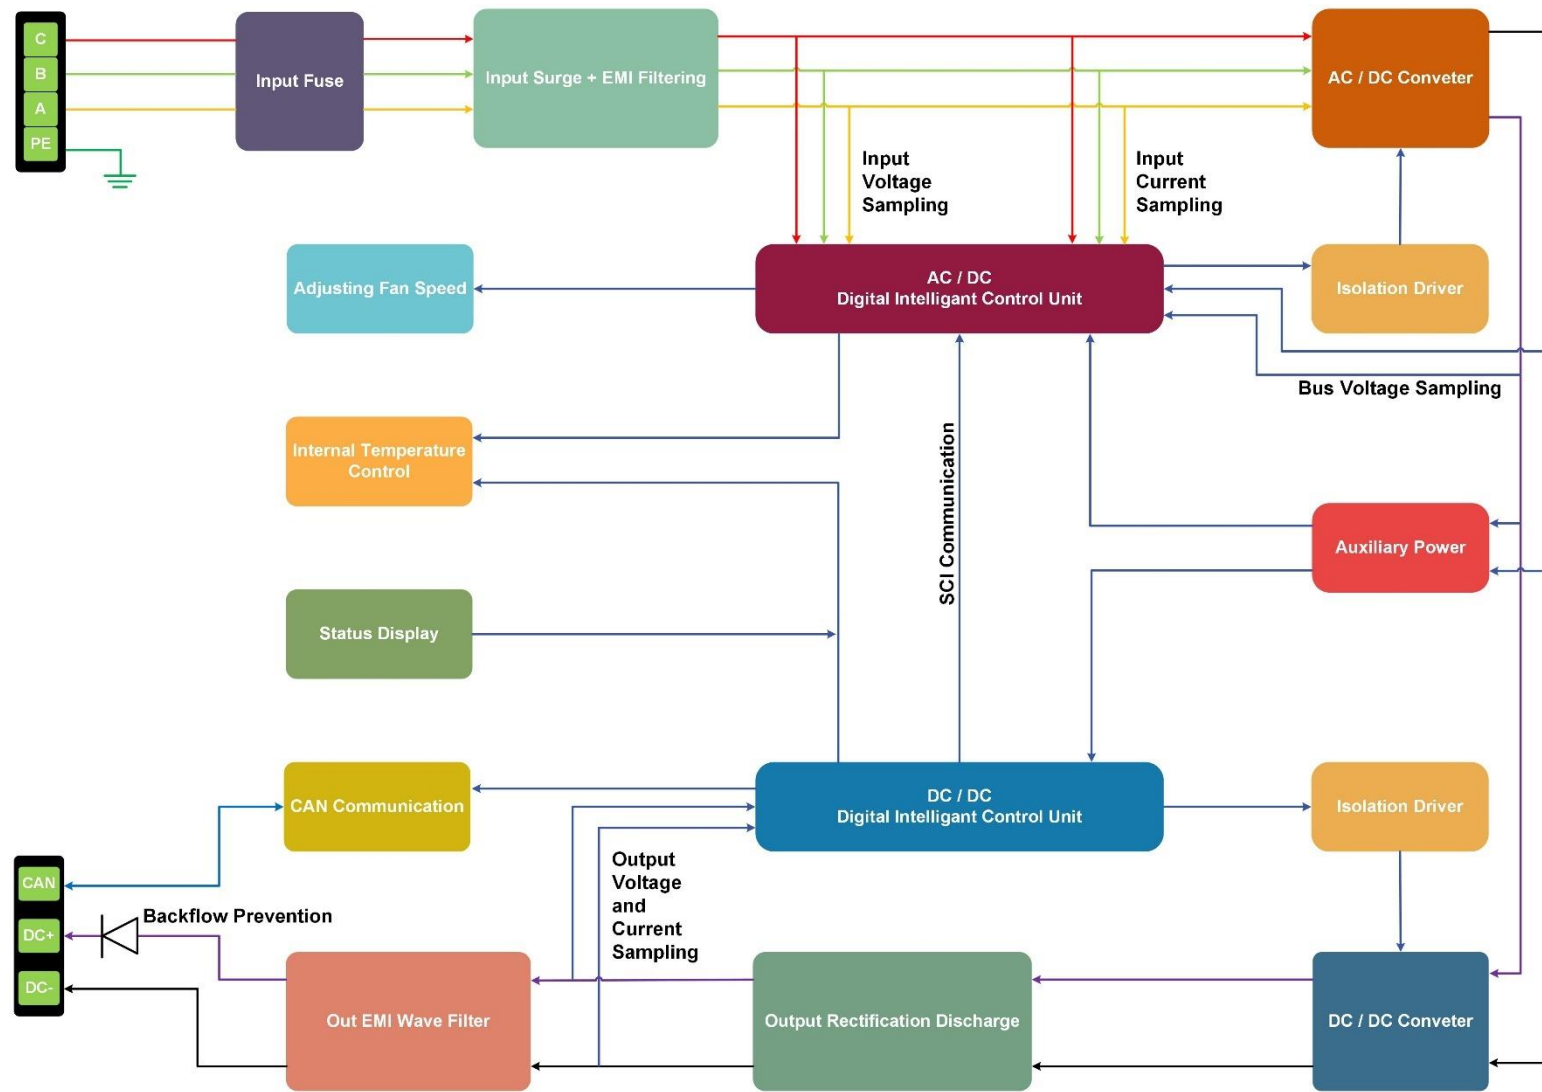 C
B
A
PE
Input Fuse
Input Surge + EMI Filtering
AC / DC Conveter
Input
Voltage
Sampling
Input
Current
Sampling
Adjusting Fan Speed
AC / DC
Digital Intelligant Control Unit
Isolation Driver
Bus Voltage Sampling
Internal Temperature
Control
SCI Communication
Auxiliary Power
Status Display
CAN Communication
DC / DC
Digital Intelligant Control Unit
Isolation Driver
Output
Voltage
and
Current
Sampling
CAN
DC+
DC-
Backflow Prevention
Out EMI Wave Filter
Output Rectification Discharge
DC / DC Conveter